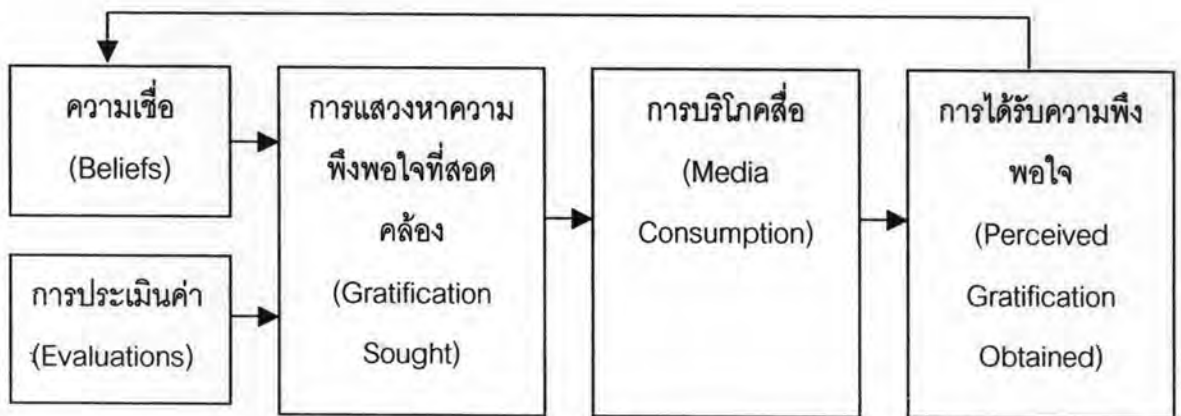 ความเชื่อ
(Beliefs)
การประเมินค่า
(Evaluations)
การแสวงหาความ
พึงพอใจที่สอด
คล้อง
(Gratification
Sought)
การบริโภคสื่อ
(Media
Consumption)
การได้รับความพึง
พอใจ
(Perceived
Gratification
Obtained)